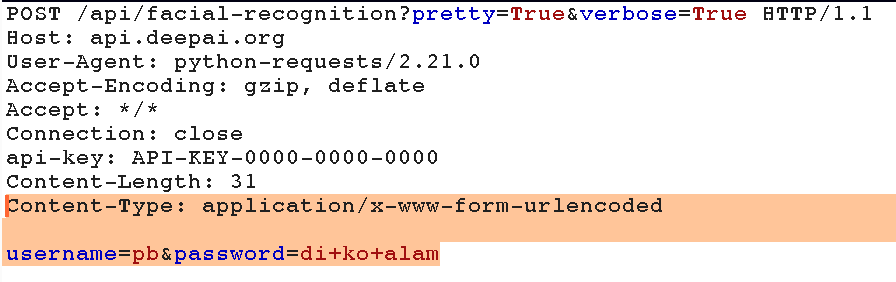 POST /api/facial-recognition?pretty=True&verbose=True HTTP/1.1
Host: api.deepai.org
User-Agent: python-requests/2.21.0
Accept-Encoding: gzip, deflate
Accept: */*
Connection: close
api-key: API-KEY-0000-0000-0000
Content-Length: 31
Content-Type: application/x-www-form-urlencoded
username=pb&password=di+ko+alam